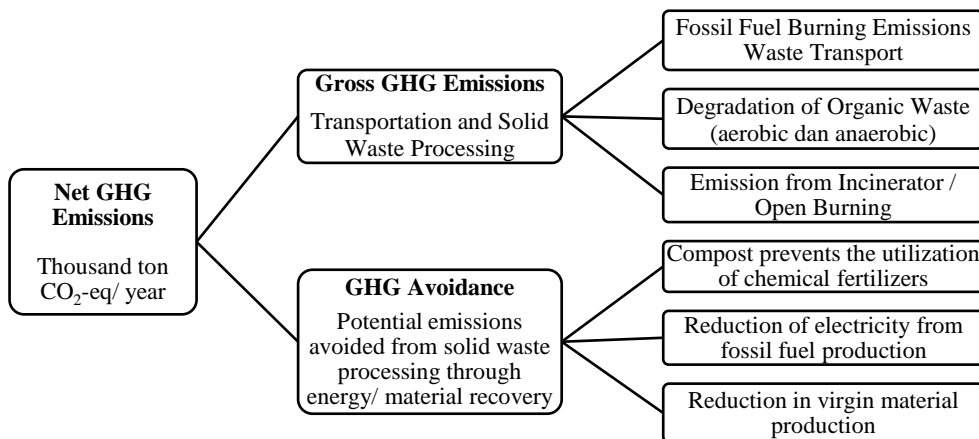 Net GHG
Emissions
Thousand ton
CO₂-eq/ year
Gross GHG Emissions
Transportation and Solid
Waste Processing
GHG Avoidance
Potential emissions
avoided from solid waste
processing through
energy/ material recovery
Fossil Fuel Burning Emissions
Waste Transport
Degradation of Organic Waste
(aerobic dan anaerobic)
Emission from Incinerator /
Open Burning
Compost prevents the utilization
of chemical fertilizers
Reduction of electricity from
fossil fuel production
Reduction in virgin material
production